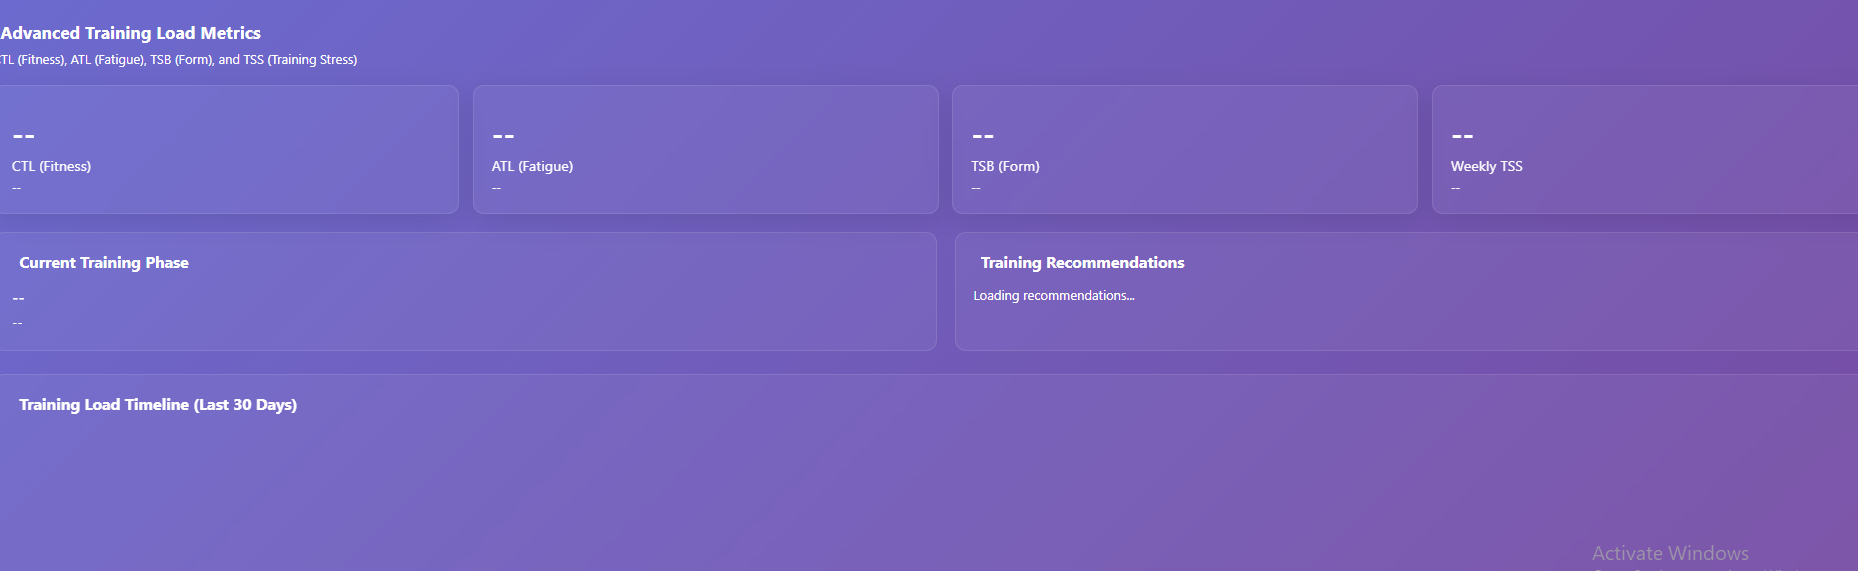 Advanced Training Load Metrics
TL (Fitness), ATL (Fatigue), TSB (Form), and TSS (Training Stress)
--
CTL (Fitness)
--
--
ATL (Fatigue)
--
--
TSB (Form)
--
--
Weekly TSS
--
Current Training Phase
--
--
Training Recommendations
Loading recommendations...
Training Load Timeline (Last 30 Days)
Activate Windows